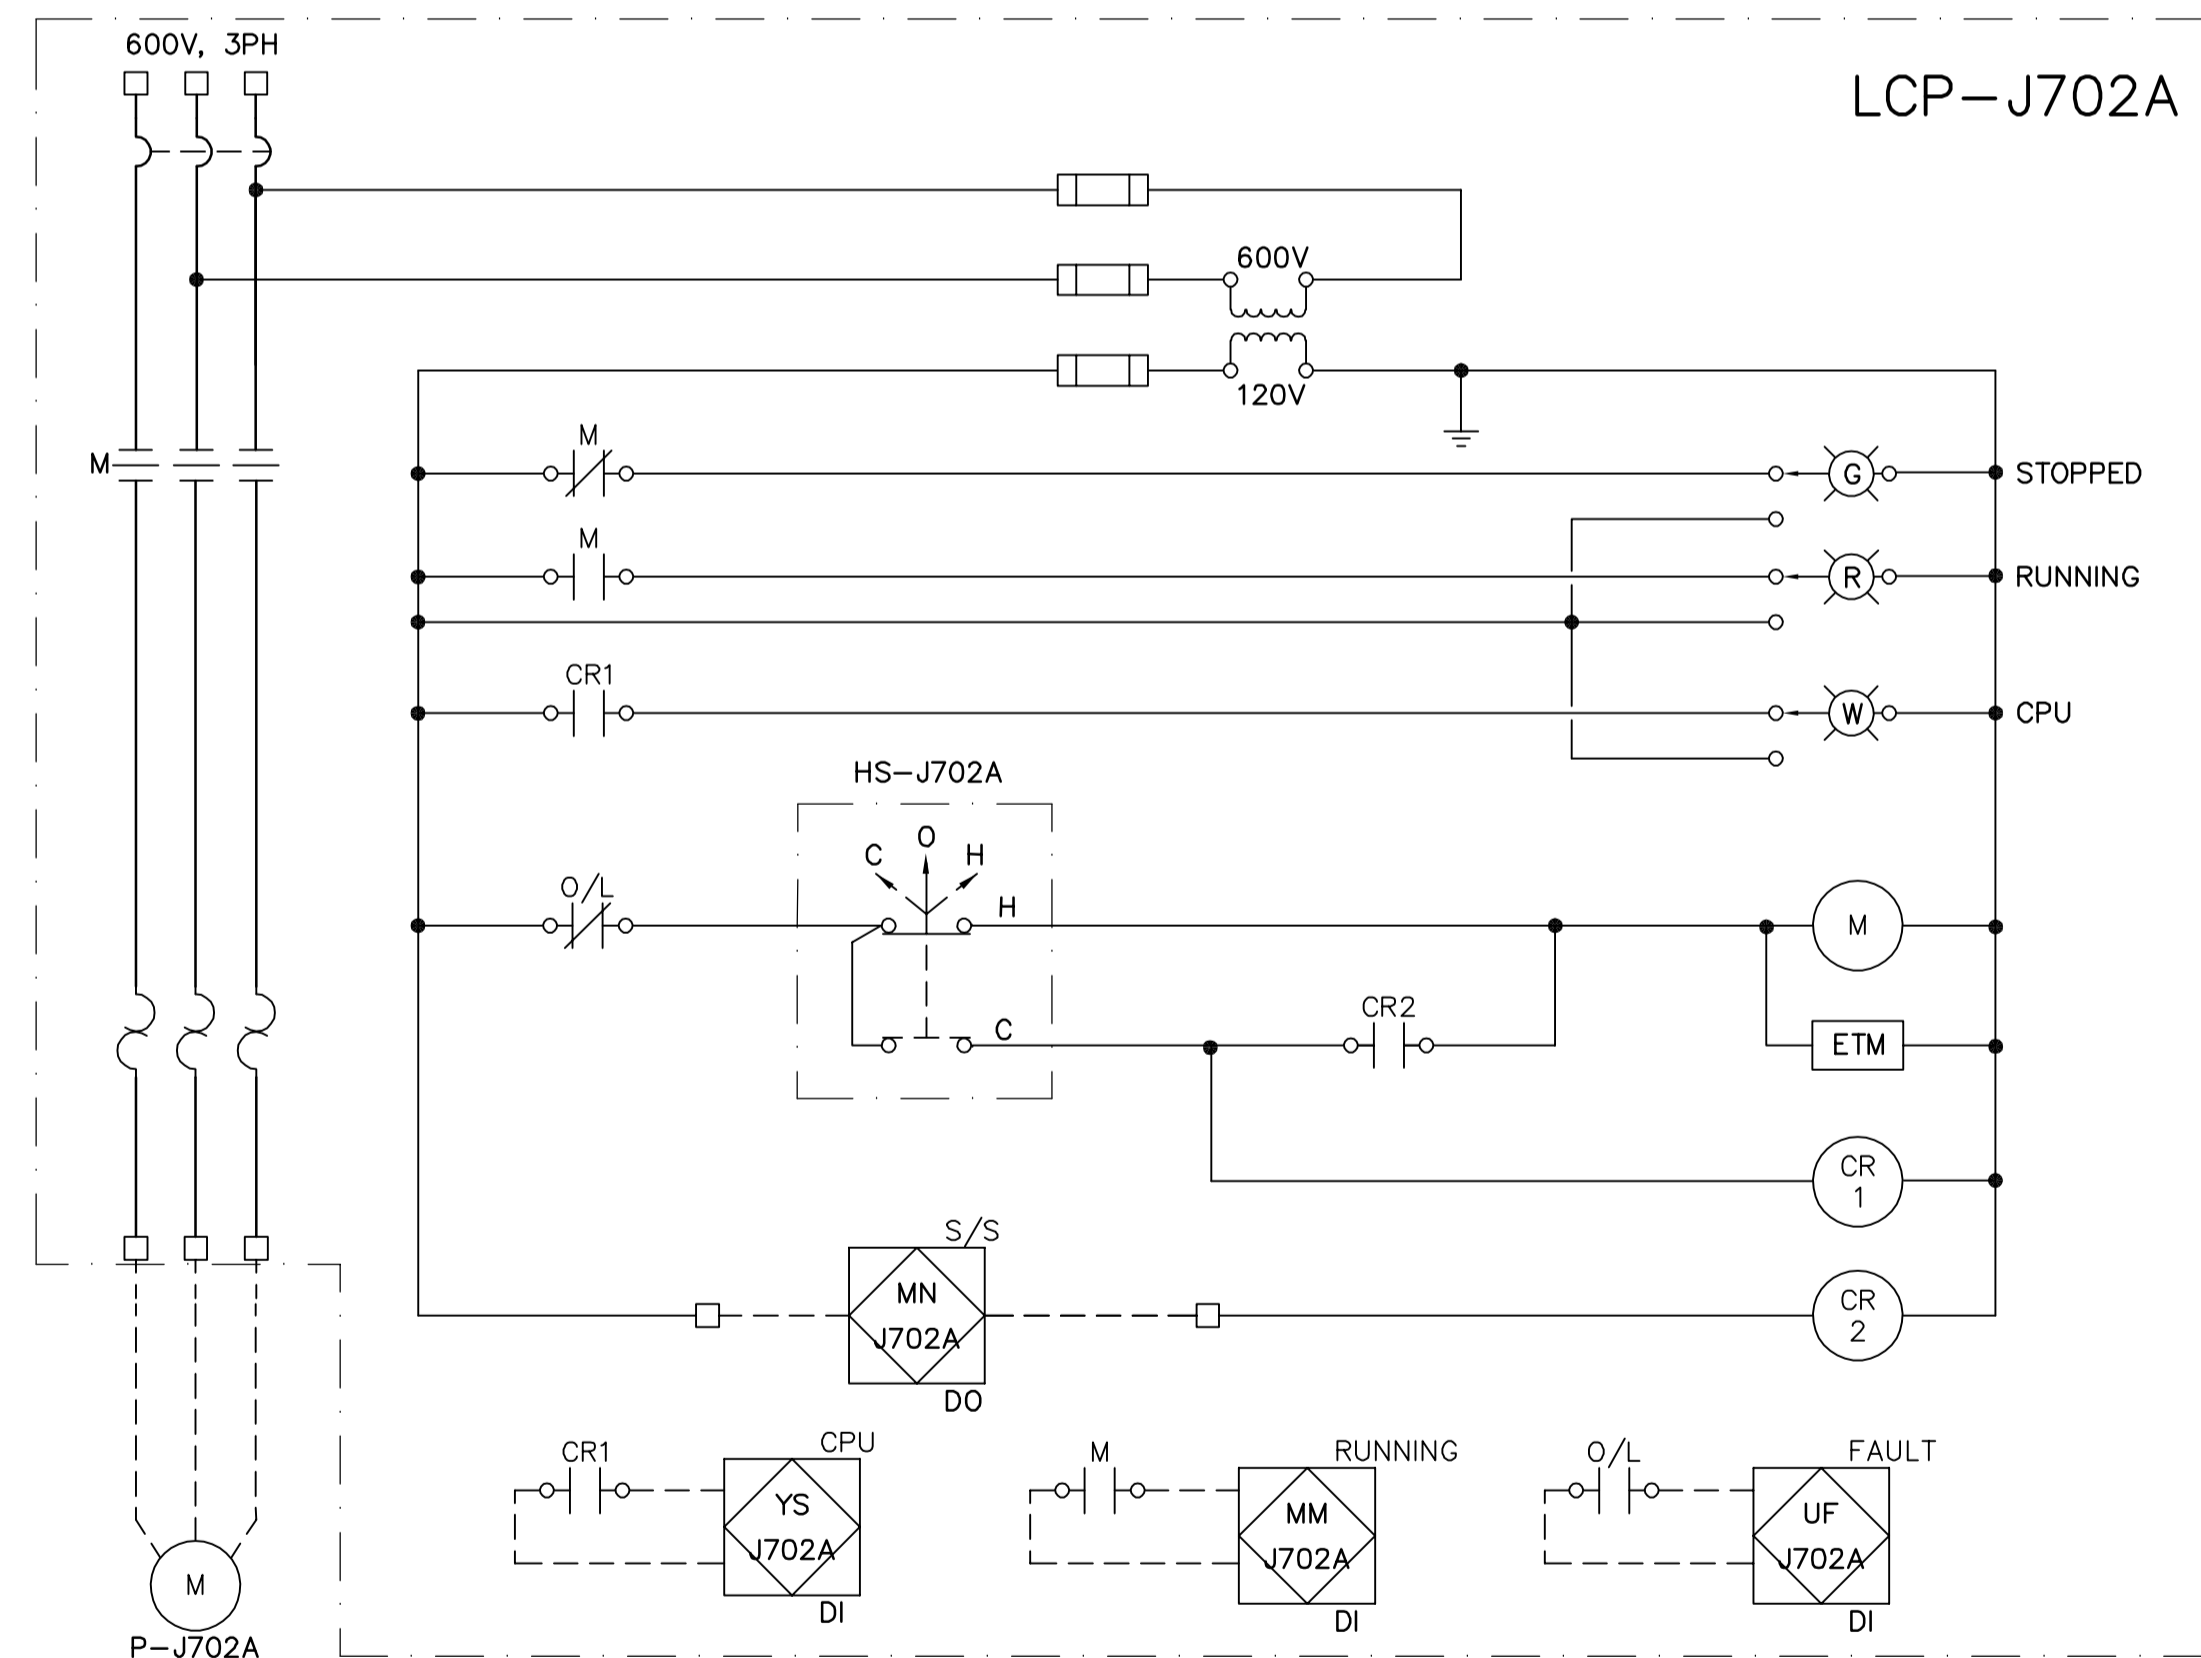 600V, 3PH
LCP-J702A
600V
120V
M
M
G
STOPPED
M
R
RUNNING
CR1
W
CPU
HS-J702A
C
O
H
O/L
H
M
CR2
C
ETM
CR
1
S/S
MN
J702A
DO
CR
2
CR1
CPU
YS
J702A
DI
M
RUNNING
MM
J702A
DI
O/L
FAULT
UF
J702A
DI
M
P-J702A